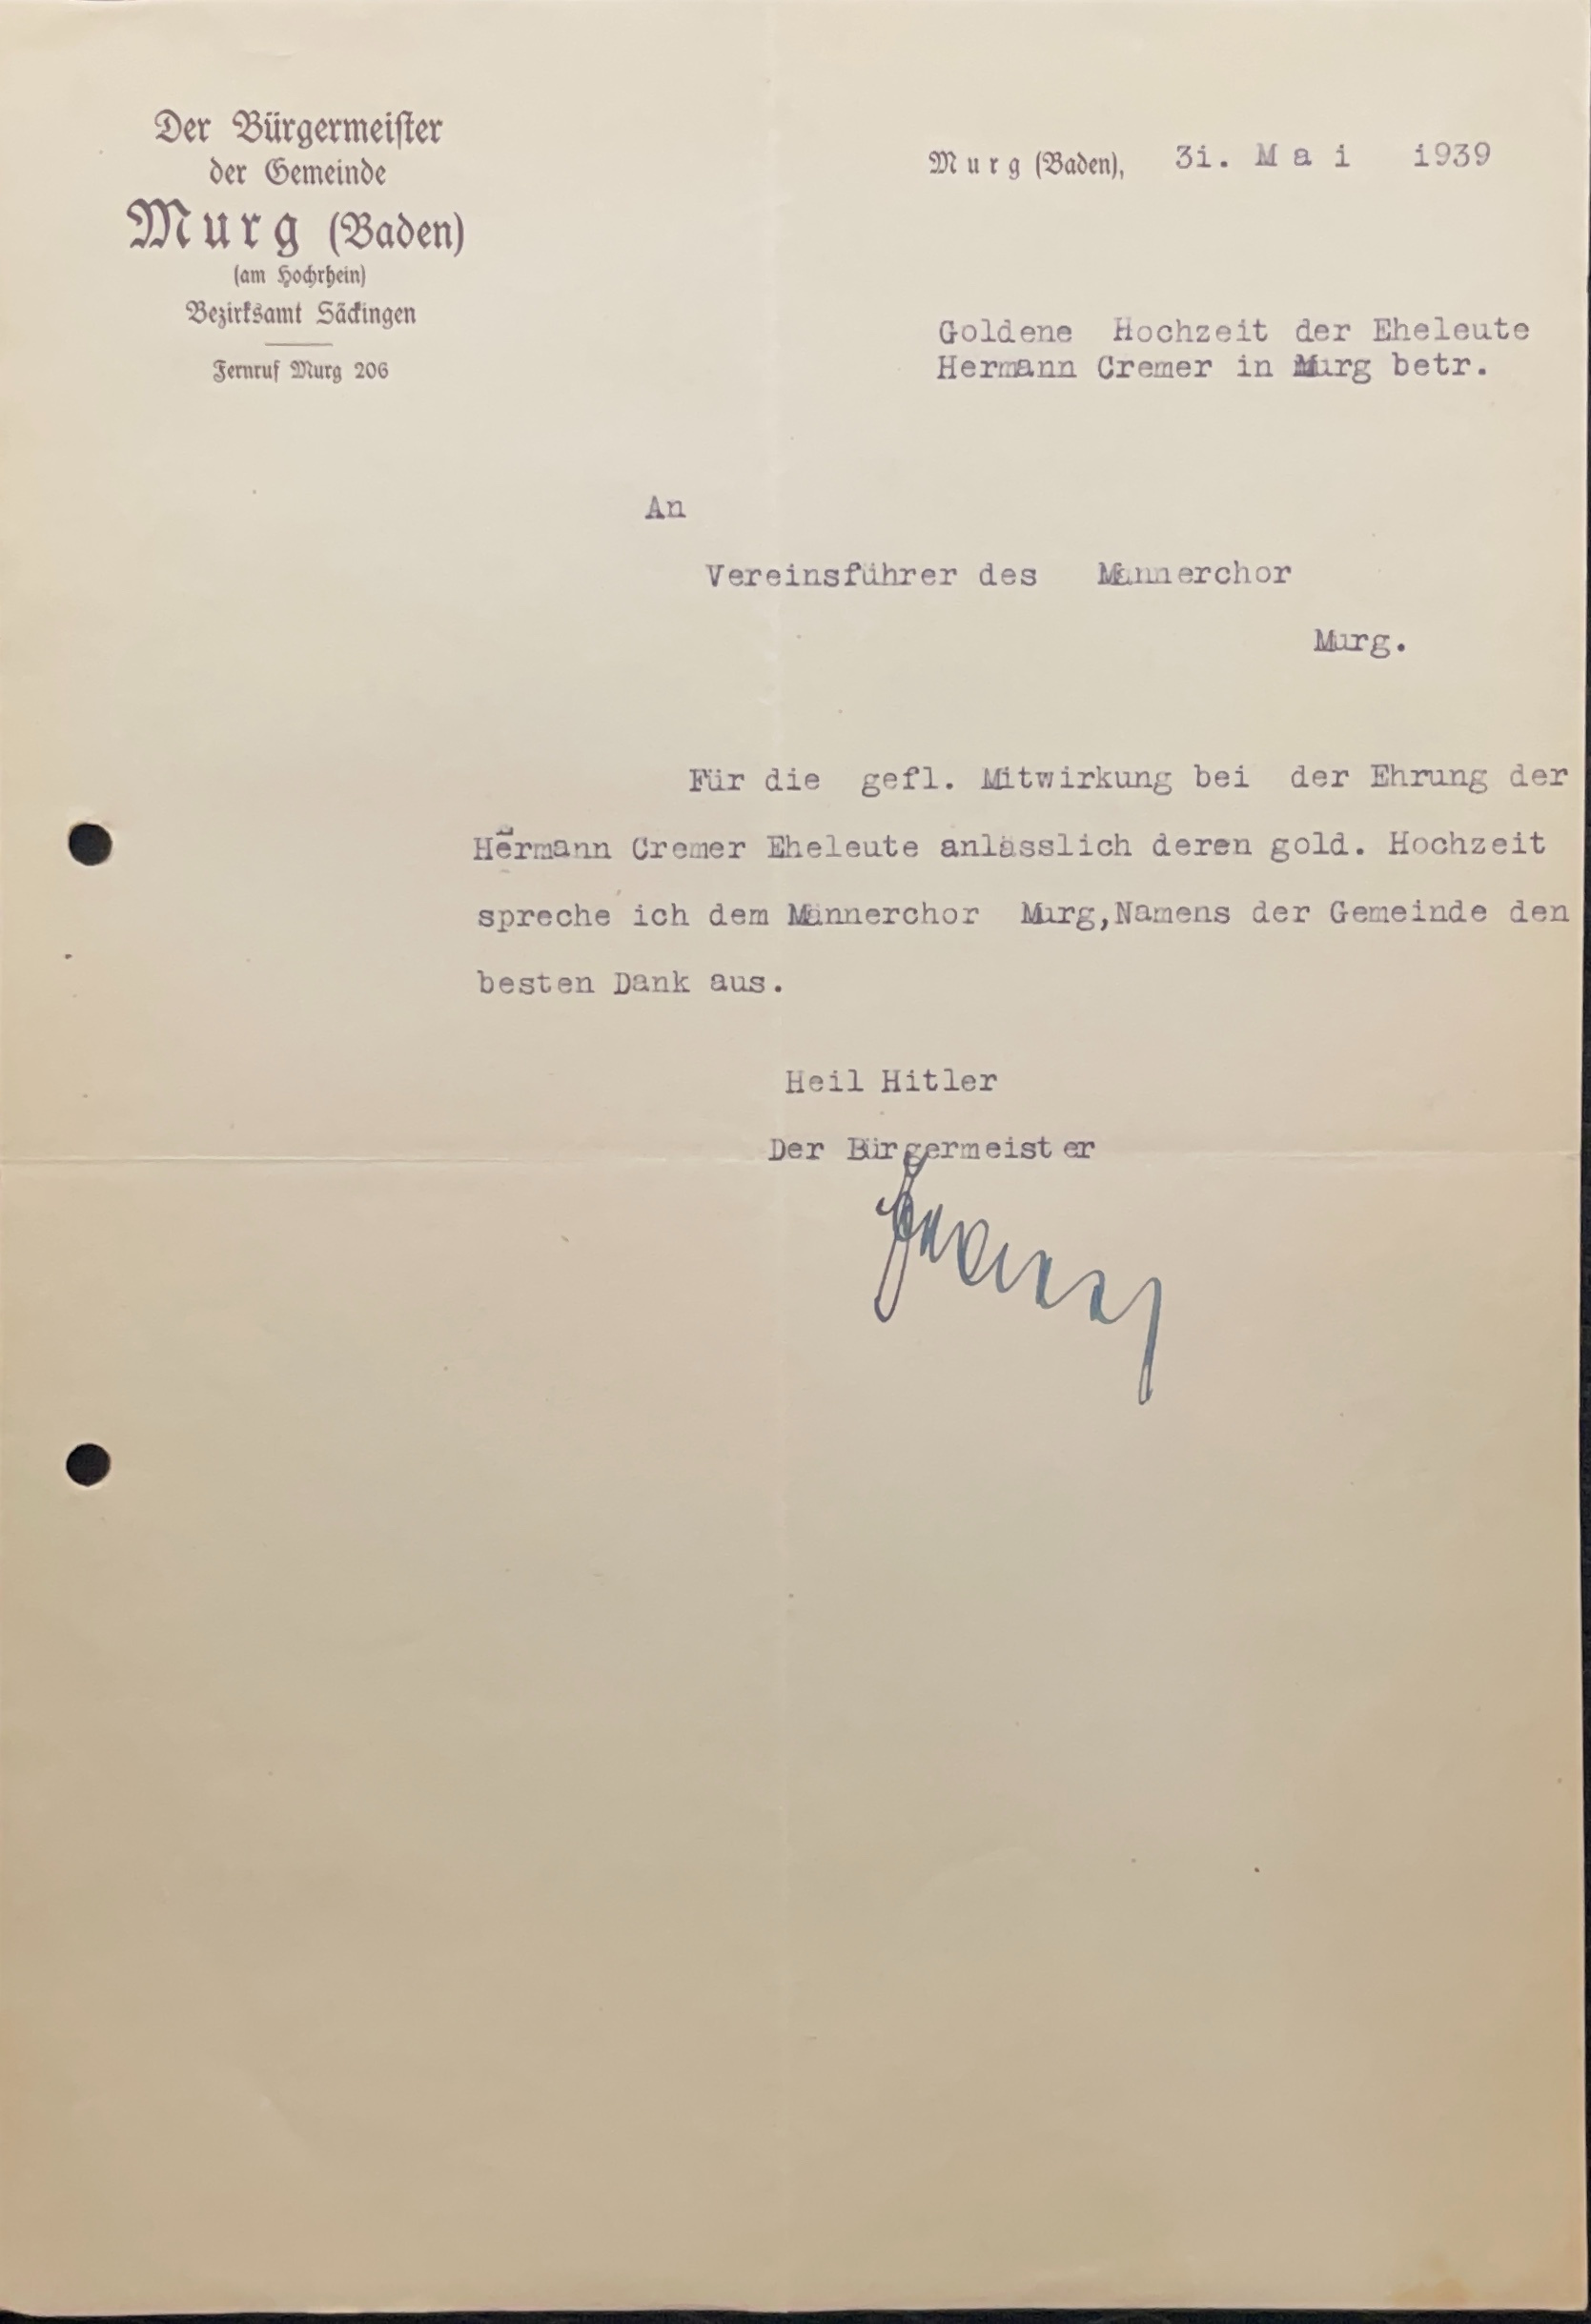 Der Bürgermeister
der Gemeinde
Murg (Baden)
(am Hochrhein)
Bezirksamt Säckingen
Fernruf Murg 206
Murg (Baden), 3i. Mai i939
Goldene Hochzeit der Eheleute
Hermann Cremer in Murg betr.
An
Vereinsführer des Männerchor
Murg.
Für die gefl. Mitwirkung bei der Ehrung der
Hermann Cremer Eheleute anlässlich deren gold. Hochzeit
spreche ich dem Männerchor Murg,Namens der Gemeinde den
besten Dank aus.
Heil Hitler
Der Bürgermeister